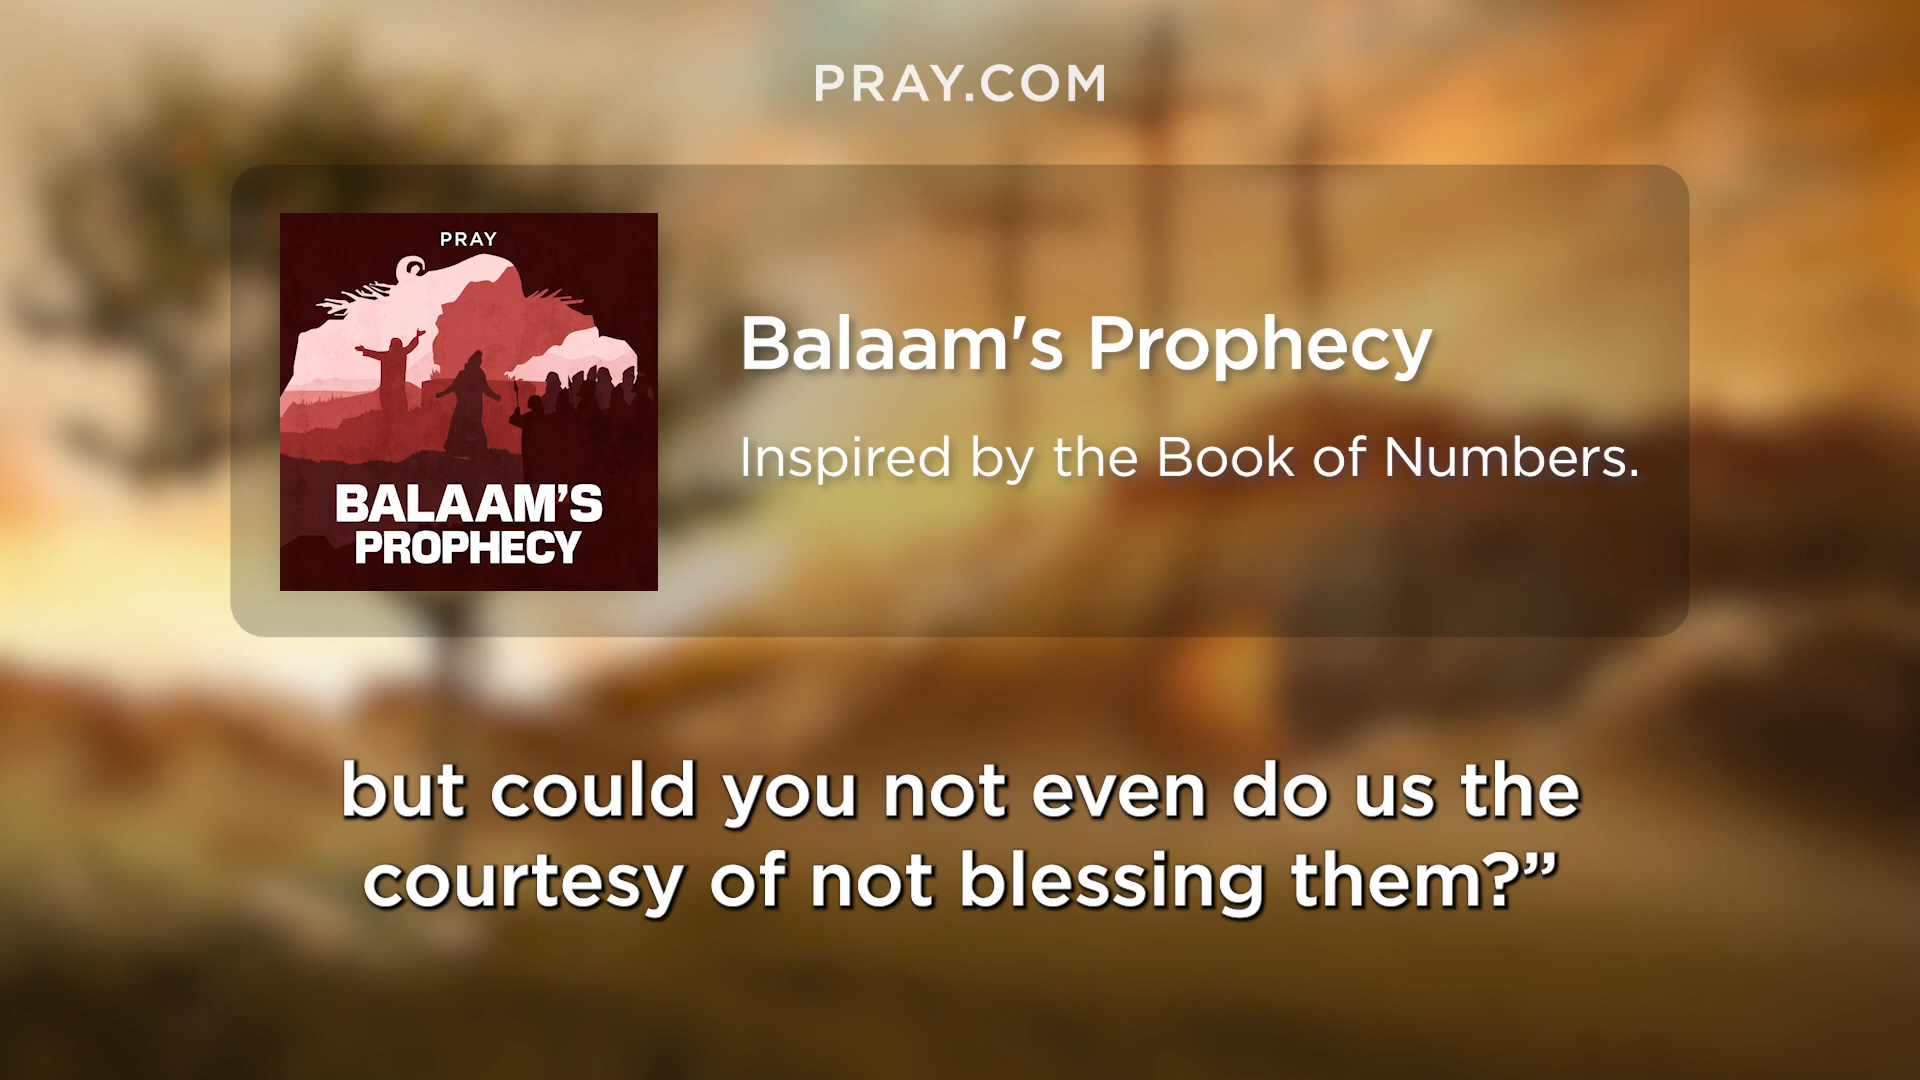 PRAY.COM
PRAY
BALAAM’S
PROPHECY
Balaam's Prophecy
Inspired by the Book of Numbers.
but could you not even do us the
courtesy of not blessing them?”